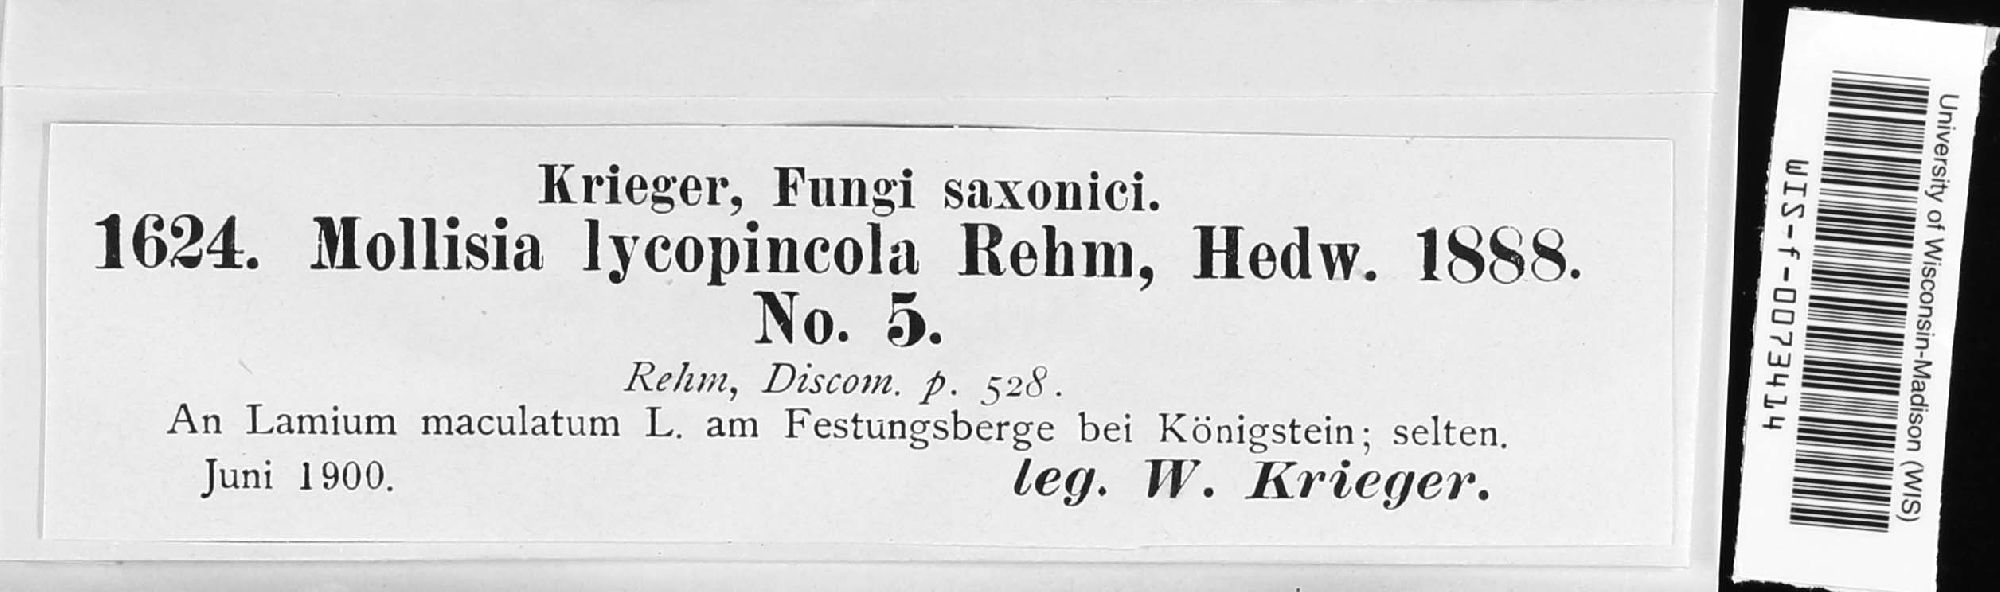 Krieger, Fungi saxonici.
1624. Mollisia lycopincola Rehm, Hedw. 1888.
No. 5.
Rehm, Discom. p. 528.
An Lamium maculatum L. am Festungsberge bei Königstein; selten.
Juni 1900. leg. W. Krieger.
University of Wisconsin-Madison (WIS)
WIS-f-0073414